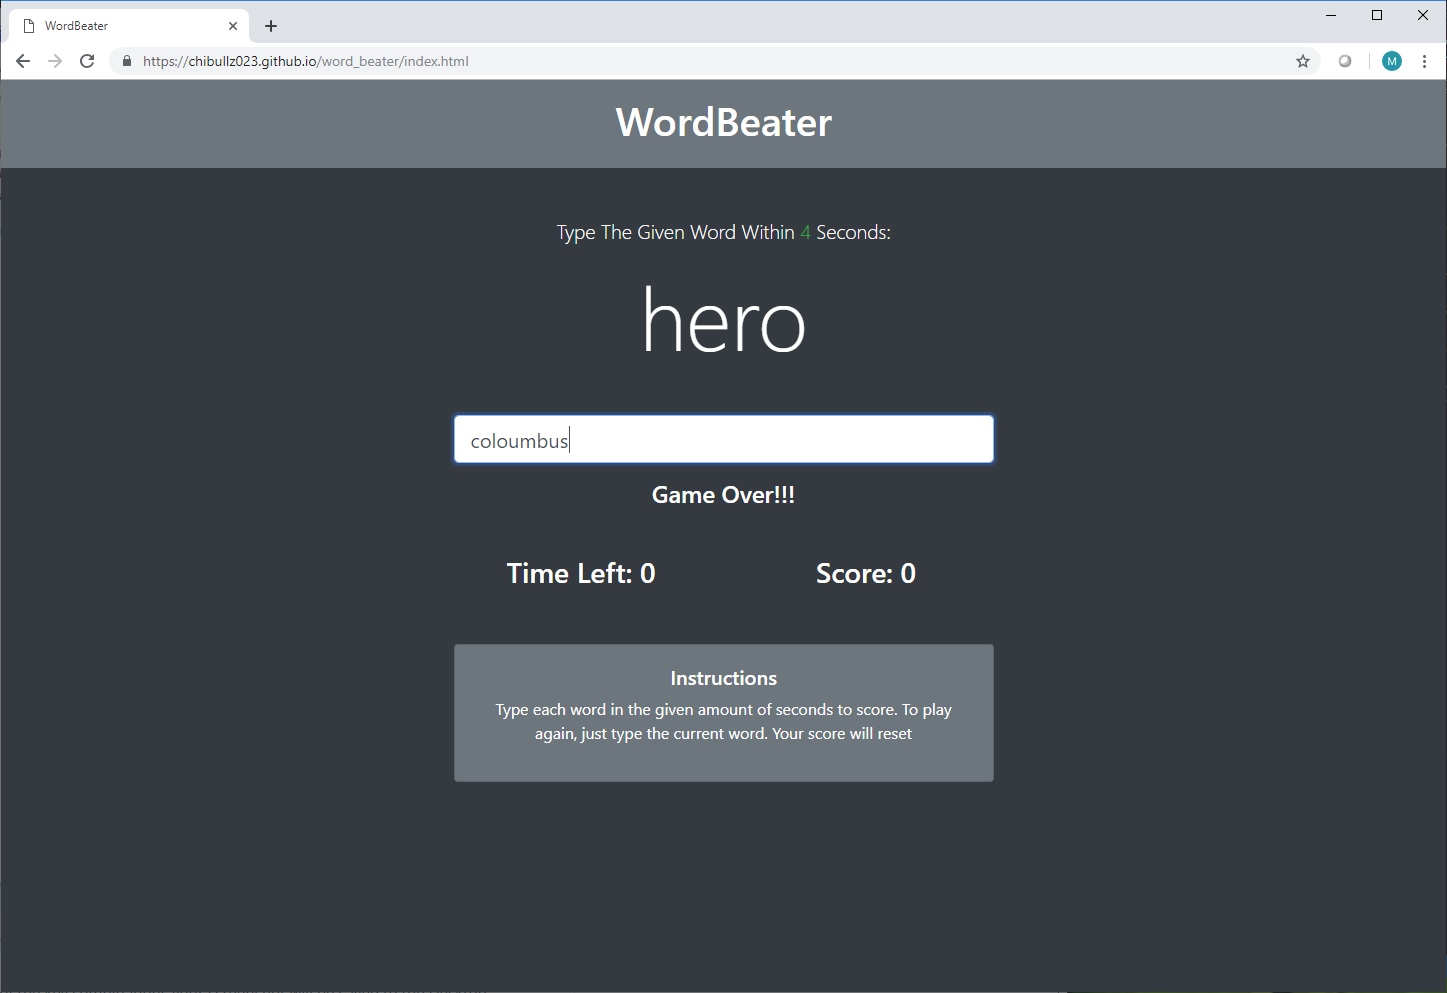 WordBeater
https://chibullz023.github.io/word_beater/index.html
M
WordBeater
Type The Given Word Within 4 Seconds:
hero
coloumbus
Game Over!!!
Time Left: 0 Score: 0
Instructions
Type each word in the given amount of seconds to score. To play
again, just type the current word. Your score will reset